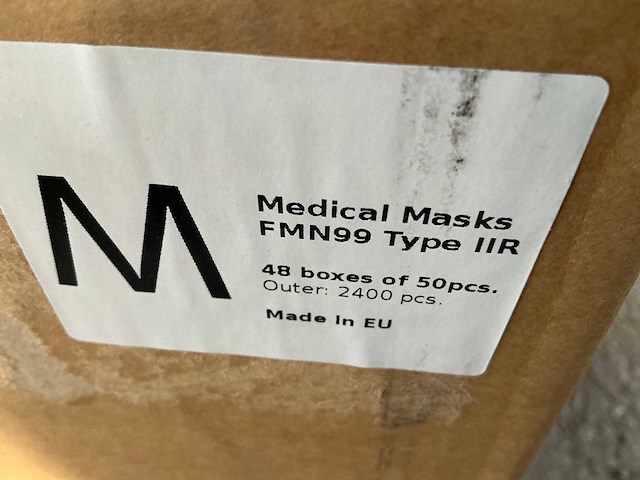 M
Medical Masks
FMN99 Type IIR
48 boxes of 50pcs.
Outer: 2400 pcs.
Made in EU